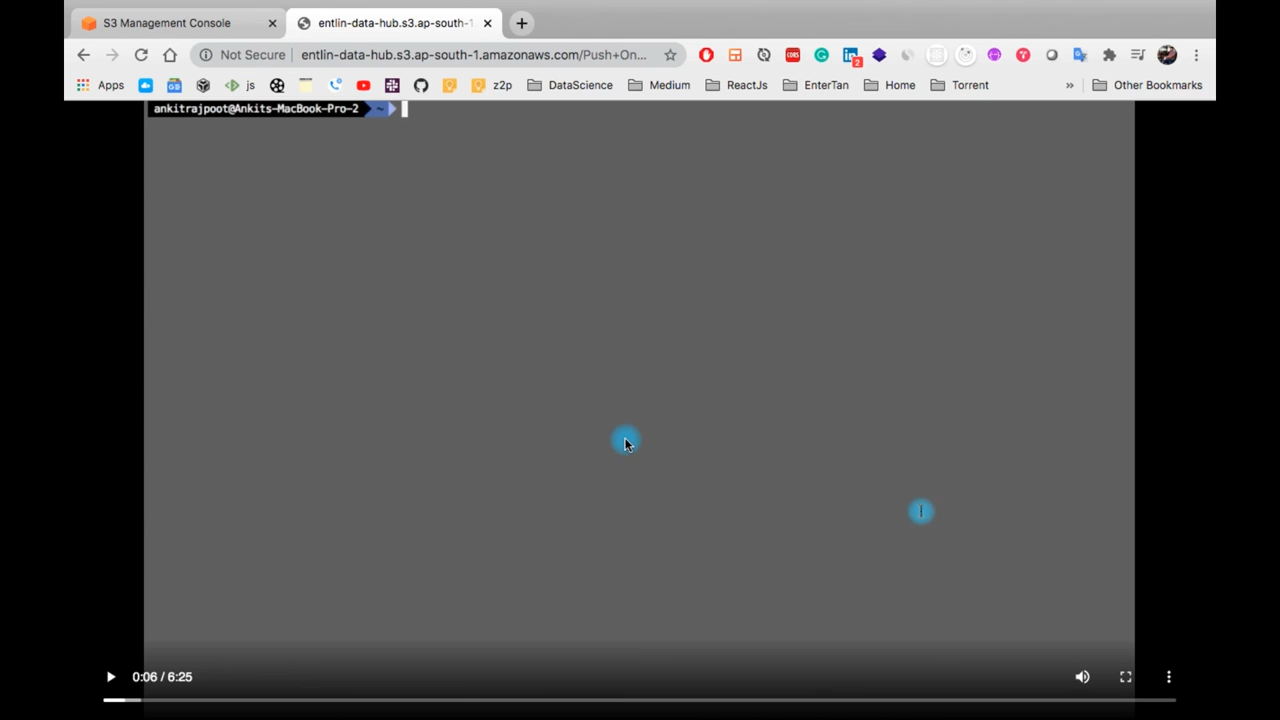 S3 Management Console
entlin-data-hub.s3.ap-south-1
Not Secure entlin-data-hub.s3.ap-south-1.amazonaws.com/Push+On...
CORS
2
Apps js z2p DataScience Medium ReactJs EnterTan Home Torrent » Other Bookmarks
ankitrajpoot@Ankits-MacBook-Pro-2 ~
0:06 / 6:25